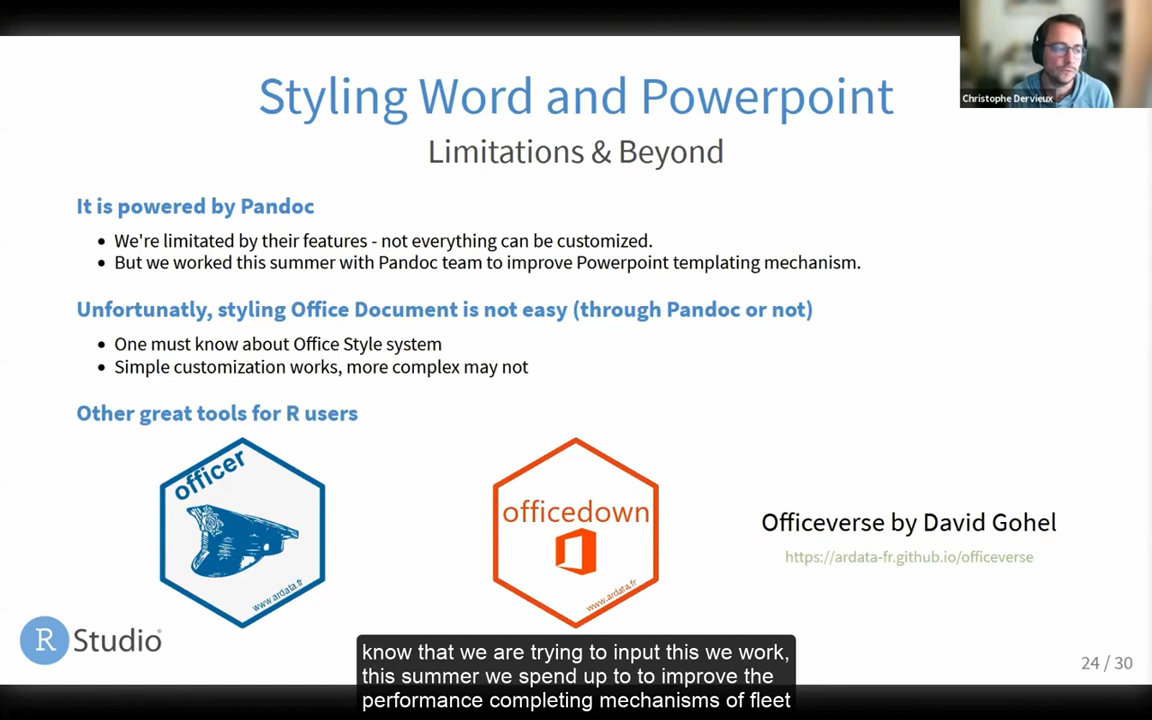 Christophe Dervieux
Styling Word and Powerpoint
Limitations & Beyond
It is powered by Pandoc
We're limitated by their features - not everything can be customized.
But we worked this summer with Pandoc team to improve Powerpoint templating mechanism.
Unfortunatly, styling Office Document is not easy (through Pandoc or not)
One must know about Office Style system
Simple customization works, more complex may not
Other great tools for R users
officer
www.ardata.fr
officedown
www.ardata.fr
Officeverse by David Gohel
https://ardata-fr.github.io/officeverse
R Studio®
know that we are trying to input this we work,
this summer we spend up to to improve the
performance completing mechanisms of fleet
24 / 30